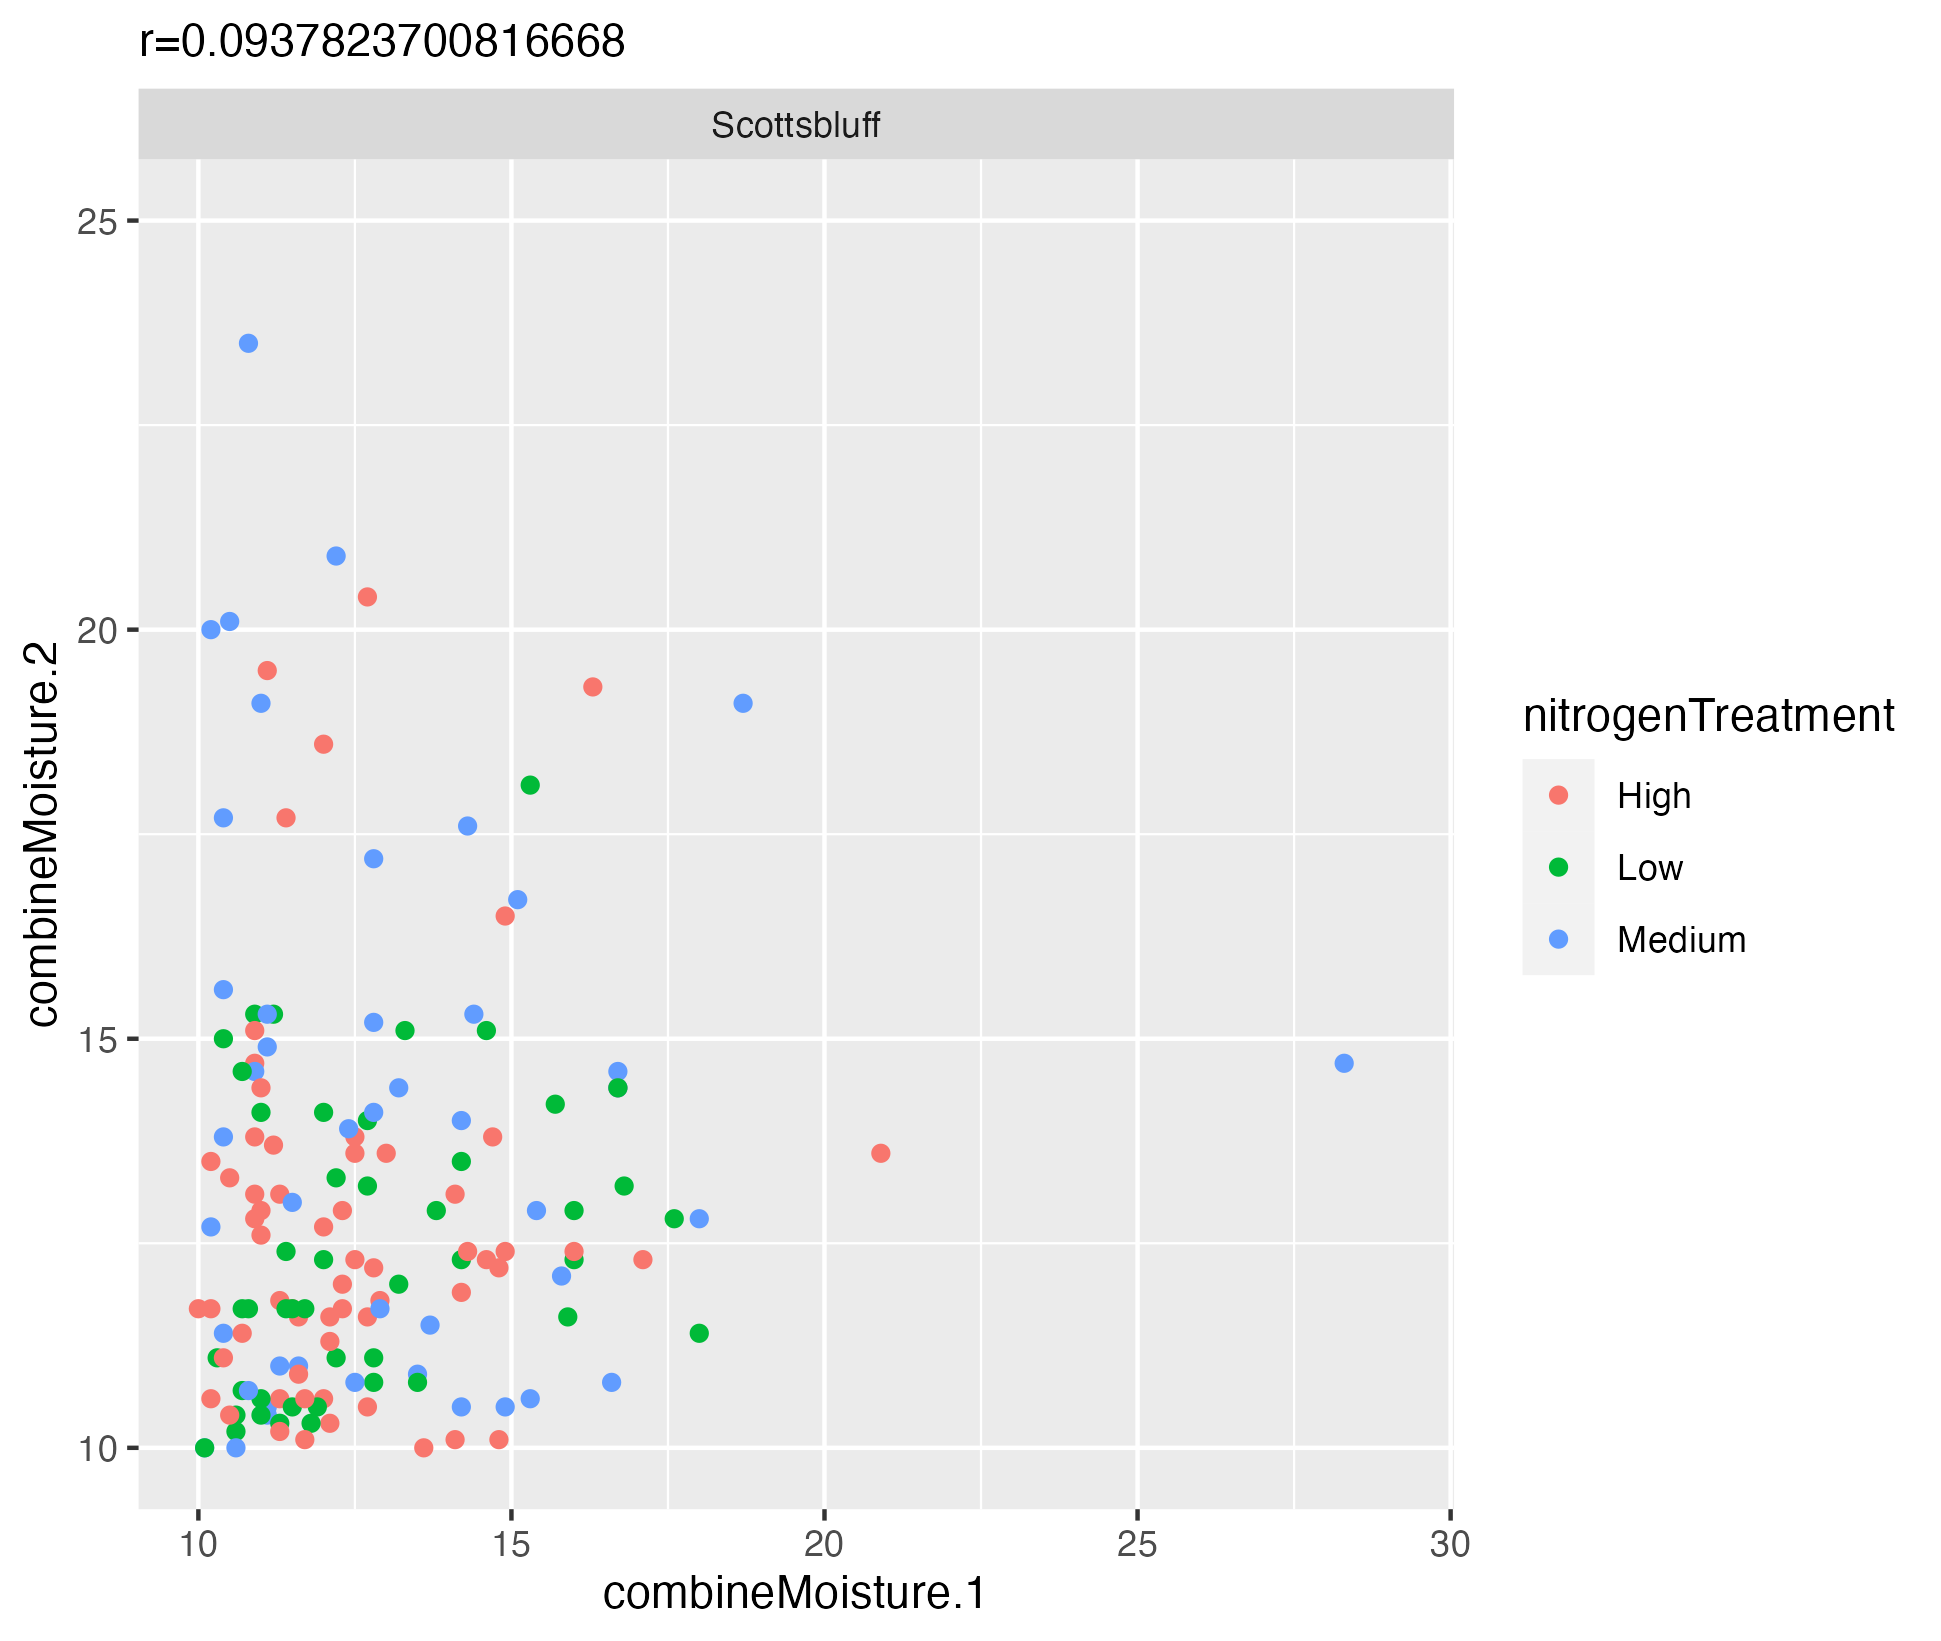 r=0.0937823700816668
Scottsbluff
25
20
15
10
combineMoisture.2
10 15 20 25 30
combineMoisture.1
nitrogenTreatment
High
Low
Medium